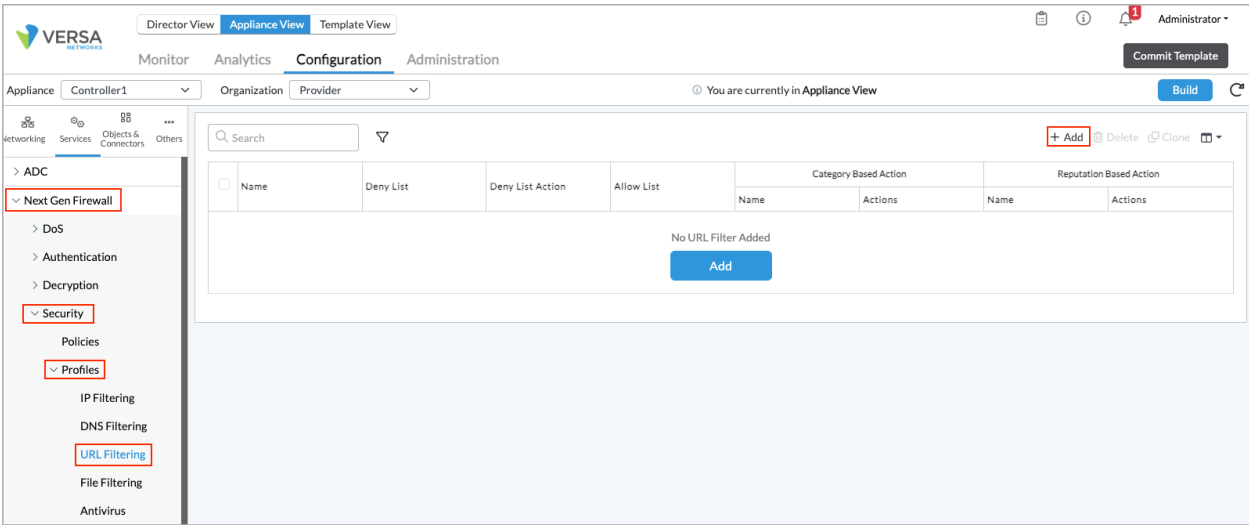 Director View Appliance View Template View
1
Administrator
VERSA
NETWORKS
Monitor Analytics Configuration Administration
Commit Template
Appliance Controller1 Organization Provider You are currently in Appliance View Build
Networking Services Objects & Connectors Others
Search
+ Add Delete Clone
> ADC
Next Gen Firewall
> DoS
> Authentication
> Decryption
Security
Policies
Profiles
IP Filtering
DNS Filtering
URL Filtering
File Filtering
Antivirus
Name Deny List Deny List Action Allow List Category Based Action Reputation Based Action
Name Actions Name Actions
No URL Filter Added
Add